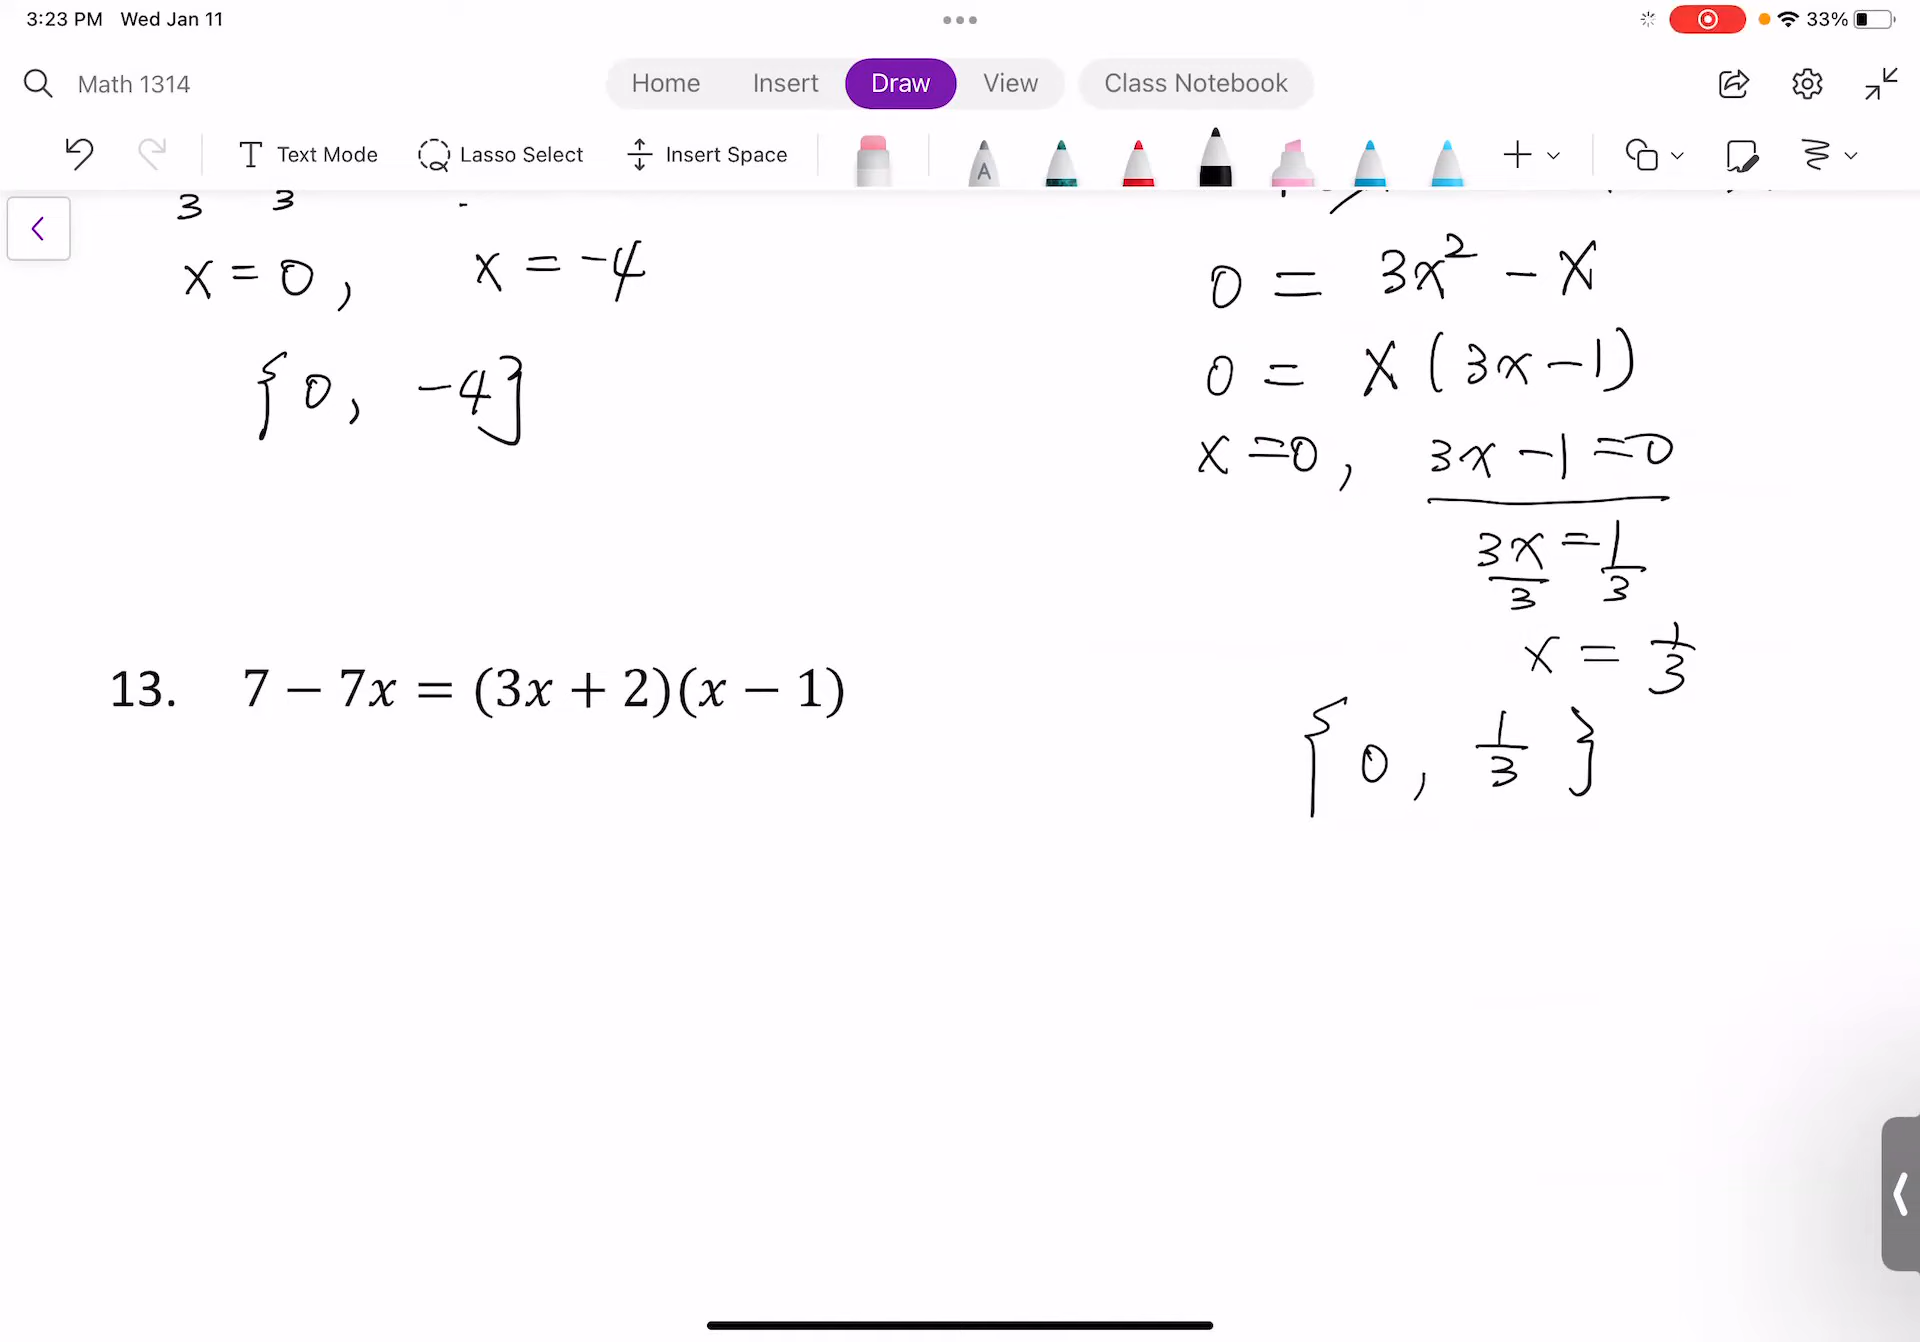 3:23 PM Wed Jan 11
33%
Math 1314
Home Insert Draw View Class Notebook
Text Mode Lasso Select Insert Space
A
3 3
x = 0, x = -4
{0, -4}
13. 7 − 7x = (3x + 2)(x − 1)
0 = 3x² - x
0 = x(3x-1)
x = 0, 3x - 1 = 0
3x/3 = 1/3
x = 1/3
{0, 1/3}